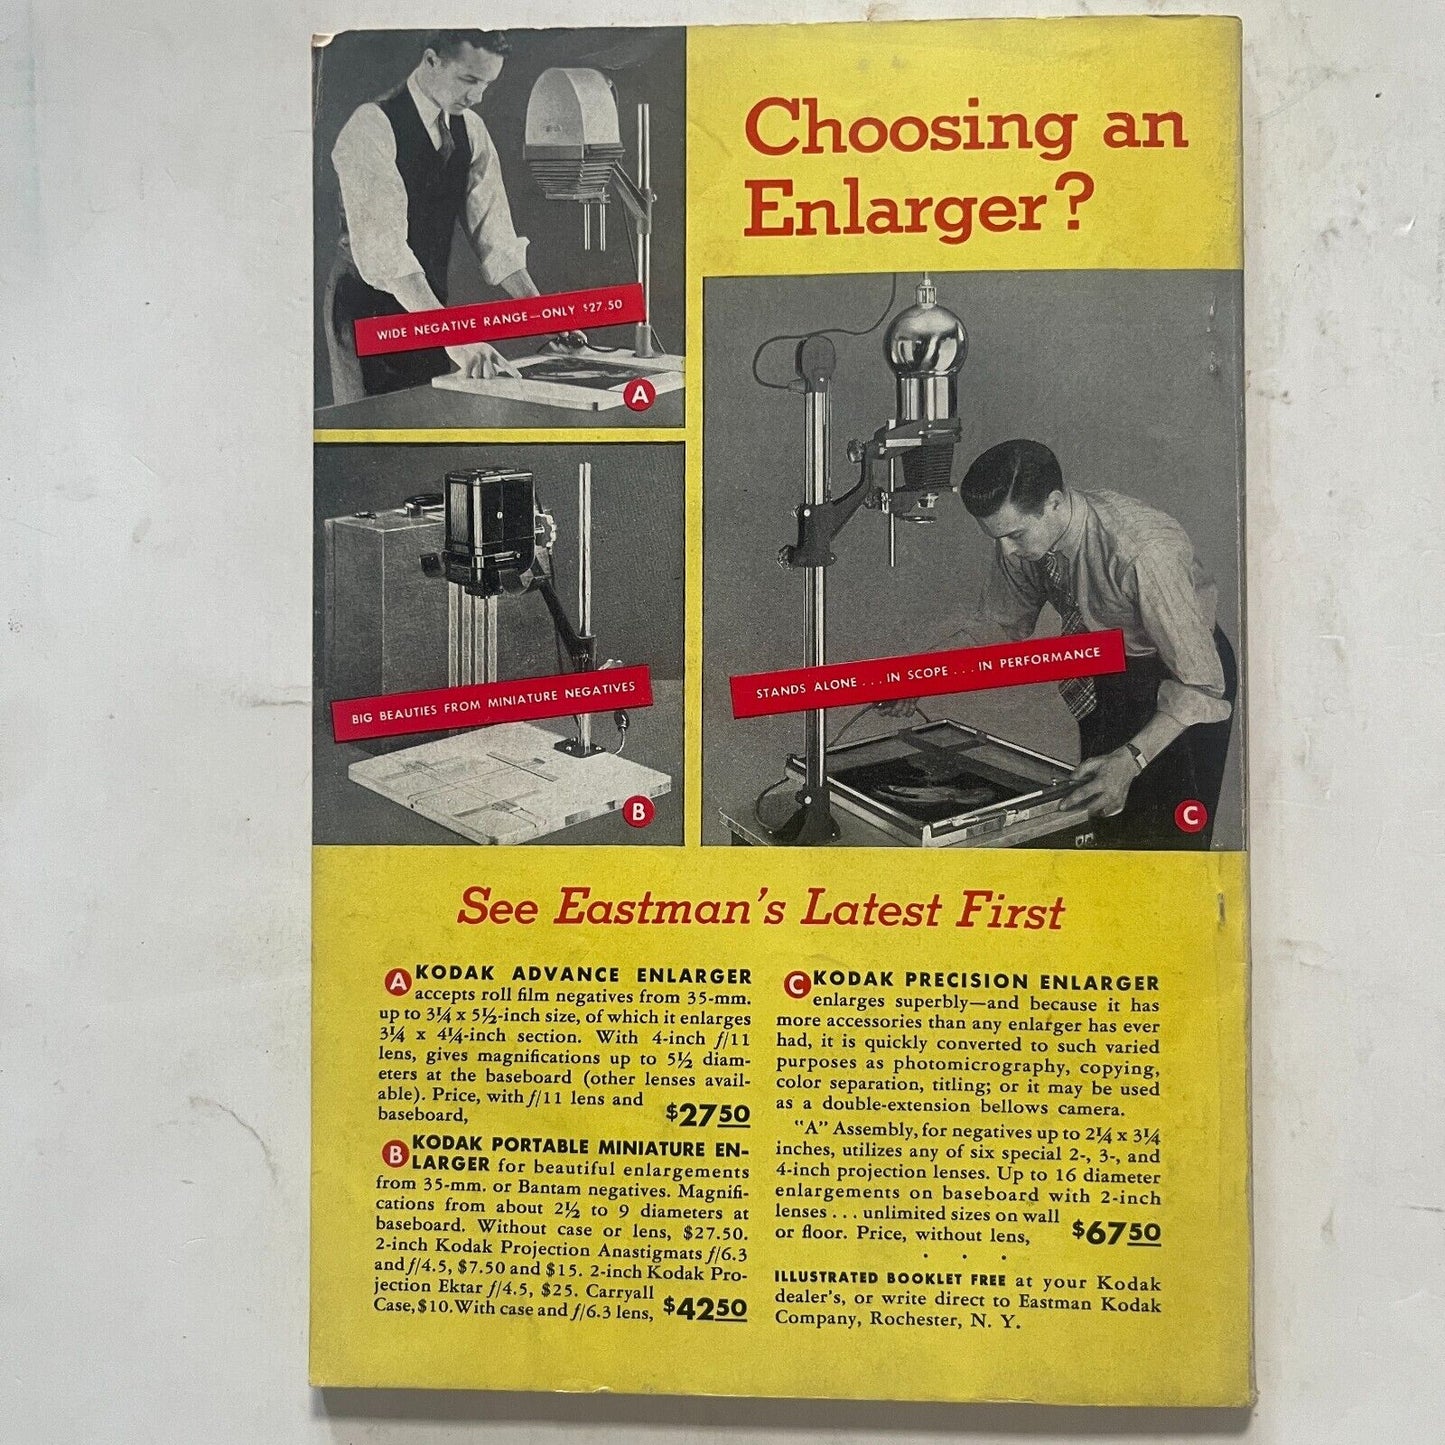 Choosing an
Enlarger?
WIDE NEGATIVE RANGE—ONLY $27.50
A
BIG BEAUTIES FROM MINIATURE NEGATIVES
B
STANDS ALONE . . . IN SCOPE . . . IN PERFORMANCE
C
See Eastman's Latest First
A KODAK ADVANCE ENLARGER
accepts roll film negatives from 35-mm.
up to 3¼ x 5½-inch size, of which it enlarges
3¼ x 4¼-inch section. With 4-inch f/11
lens, gives magnifications up to 5½ diam-
eters at the baseboard (other lenses avail-
able). Price, with f/11 lens and
baseboard, $27.50
B KODAK PORTABLE MINIATURE EN-
LARGER for beautiful enlargements
from 35-mm. or Bantam negatives. Magnifi-
cations from about 2½ to 9 diameters at
baseboard. Without case or lens, $27.50.
2-inch Kodak Projection Anastigmats f/6.3
and f/4.5, $7.50 and $15. 2-inch Kodak Pro-
jection Ektar f/4.5, $25. Carryall
Case, $10. With case and f/6.3 lens, $42.50
C KODAK PRECISION ENLARGER
enlarges superbly—and because it has
more accessories than any enlarger has ever
had, it is quickly converted to such varied
purposes as photomicrography, copying,
color separation, titling; or it may be used
as a double-extension bellows camera.
"A" Assembly, for negatives up to 2¼ x 3¼
inches, utilizes any of six special 2-, 3-, and
4-inch projection lenses. Up to 16 diameter
enlargements on baseboard with 2-inch
lenses . . . unlimited sizes on wall
or floor. Price, without lens, $67.50
. . .
ILLUSTRATED BOOKLET FREE at your Kodak
dealer's, or write direct to Eastman Kodak
Company, Rochester, N. Y.